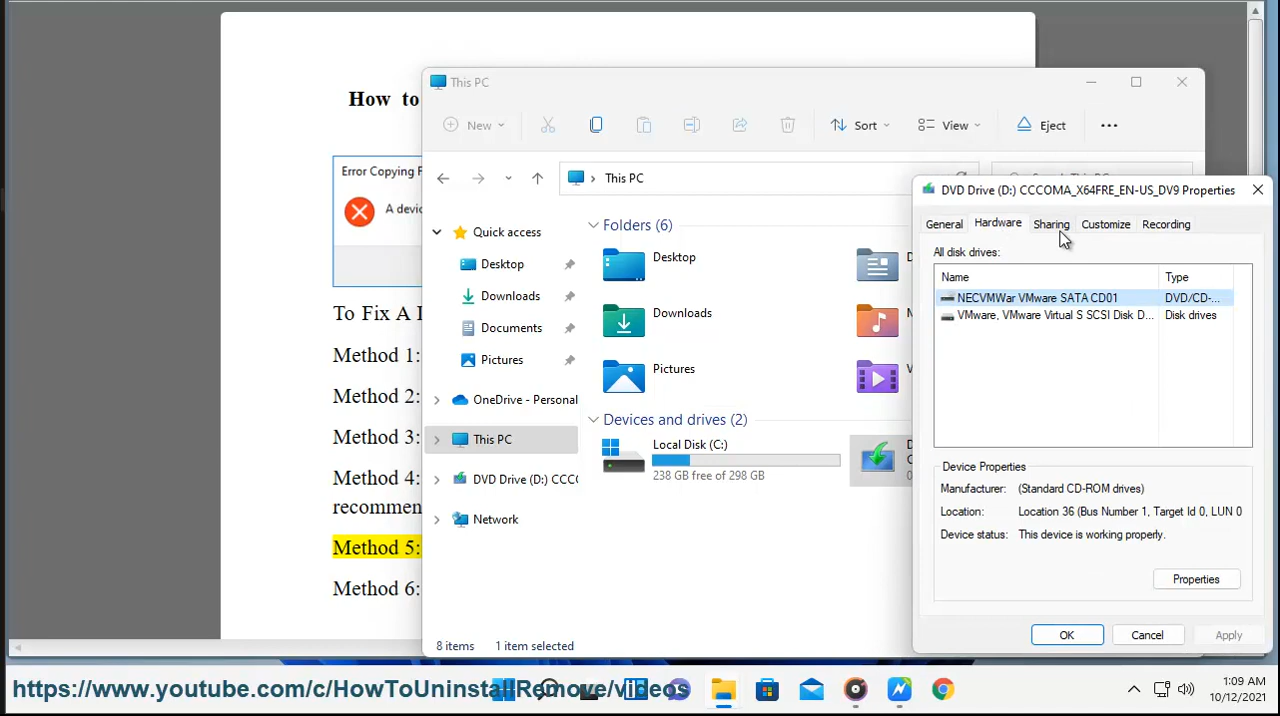 How to
This PC
New
Sort
View
Eject
Error Copying F
A devic
This PC
DVD Drive (D:) CCCOMA_X64FRE_EN-US_DV9 Properties
General
Hardware
Sharing
Customize
Recording
Quick access
Folders (6)
All disk drives:
Desktop
Desktop
Name
Type
Downloads
NECVMWar VMware SATA CD01
DVD/CD-...
Downloads
VMware, VMware Virtual S SCSI Disk D...
Disk drives
To Fix A
Documents
Method 1:
Pictures
Pictures
Method 2:
OneDrive - Personal
Devices and drives (2)
Method 3:
This PC
Local Disk (C:)
238 GB free of 298 GB
Method 4:
DVD Drive (D:) CCC
recommen
Network
Device Properties
Manufacturer:
(Standard CD-ROM drives)
Location:
Location 36 (Bus Number 1, Target Id 0, LUN 0
Device status:
This device is working properly.
Method 5:
Properties
Method 6:
8 items
1 item selected
OK
Cancel
Apply
https://www.youtube.com/c/HowToUninstallRemove/videos
1:09 AM
10/12/2021